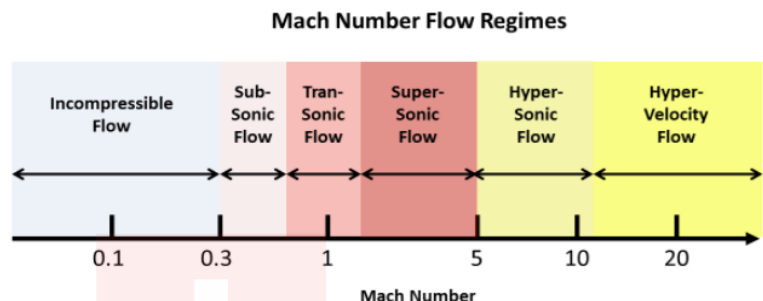 Mach Number Flow Regimes
Incompressible
Flow
Sub-
Sonic
Flow
Tran-
Sonic
Flow
Super-
Sonic
Flow
Hyper-
Sonic
Flow
Hyper-
Velocity
Flow
0.1 0.3 1 5 10 20
Mach Number